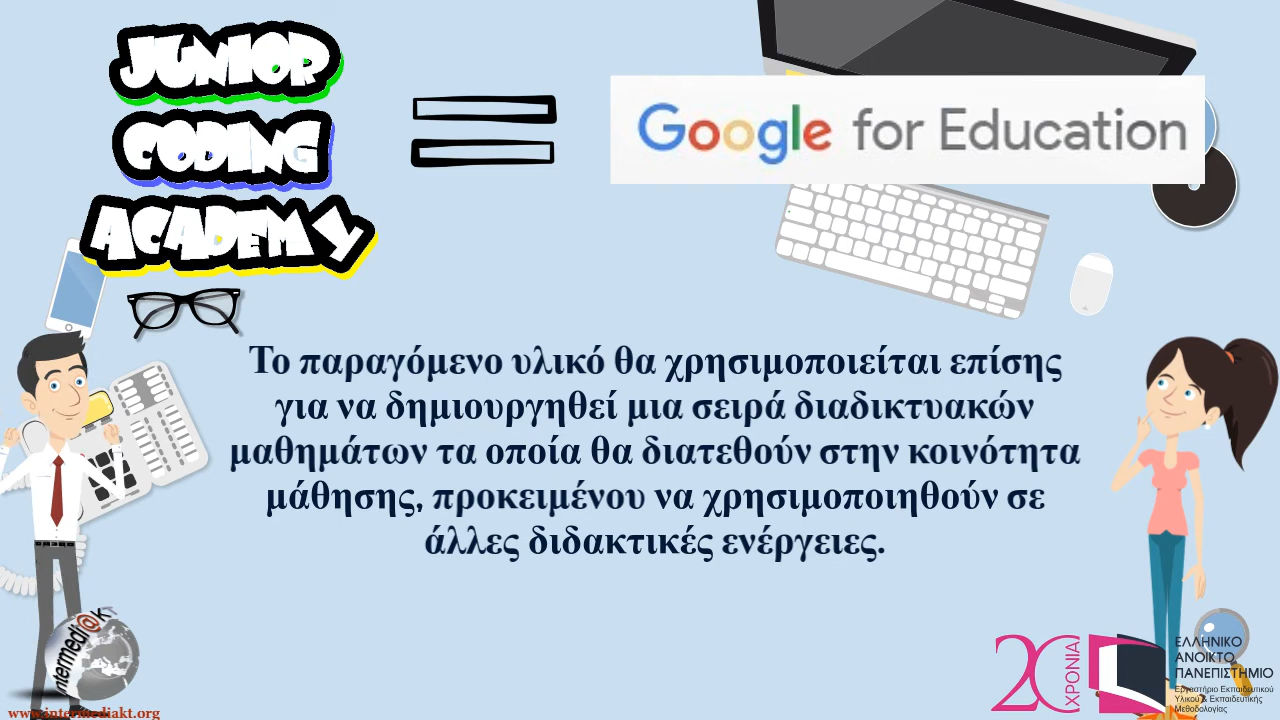 JUNIOR
CODING
ACADEMY
Google for Education
Το παραγόμενο υλικό θα χρησιμοποιείται επίσης
για να δημιουργηθεί μια σειρά διαδικτυακών
μαθημάτων τα οποία θα διατεθούν στην κοινότητα
μάθησης, προκειμένου να χρησιμοποιηθούν σε
άλλες διδακτικές ενέργειες.
intermedi@K
www.intermediakt.org
20 ΧΡΟΝΙΑ
ΕΛΛΗΝΙΚΟ
ΑΝΟΙΚΤΟ
ΠΑΝΕΠΙΣΤΗΜΙΟ
Εργαστήριο Εκπαιδευτικού
Υλικού & Εκπαιδευτικής
Μεθοδολογίας